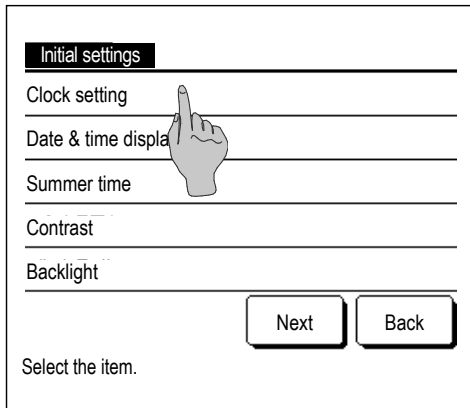 Initial settings
Clock setting
Date & time displa
Summer time
Contrast
Backlight
Next
Back
Select the item.